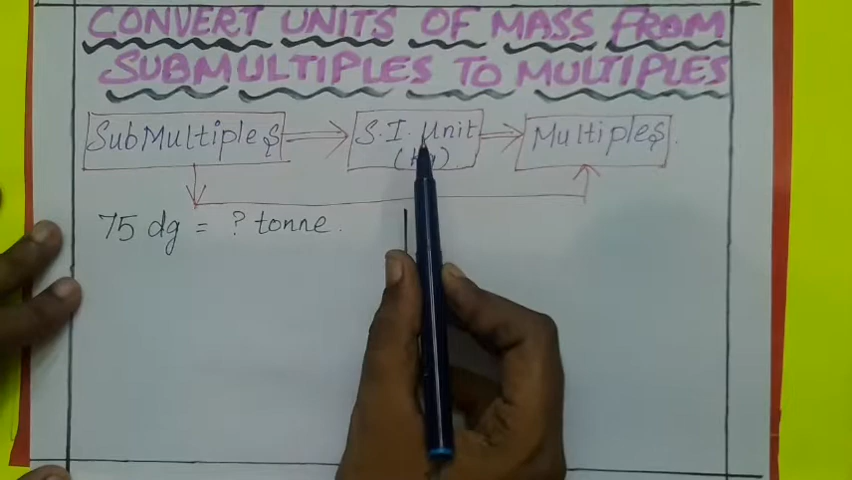 CONVERT UNITS OF MASS FROM
SUBMULTIPLES TO MULTIPLES
SubMultiples S.I. Unit Multiples
75 dg = ? tonne.